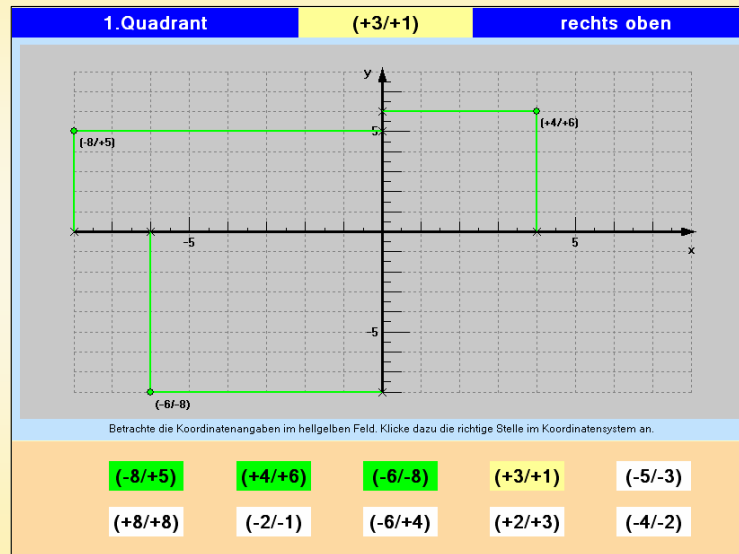 1.Quadrant (+3/+1) rechts oben
y
(+4/+6)
5
(-8/+5)
-5 5
x
-5
(-6/-8)
Betrachte die Koordinatenangaben im hellgelben Feld. Klicke dazu die richtige Stelle im Koordinatensystem an.
(-8/+5) (+4/+6) (-6/-8) (+3/+1) (-5/-3)
(+8/+8) (-2/-1) (-6/+4) (+2/+3) (-4/-2)